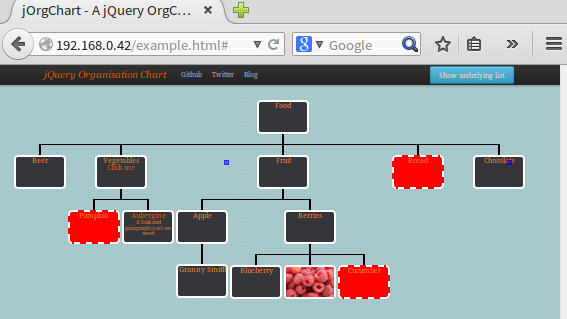 jOrgChart - A jQuery OrgC...
192.168.0.42/example.html#
Google
jQuery Organisation Chart
Github
Twitter
Blog
Show underlying list.
Food
Beer
Vegetables
Click me
Fruit
Bread
Chocolate
Pumpkin
Aubergine
A link and
paragraph is all we
need.
Apple
Berries
Granny Smith
Blueberry
Cucumber